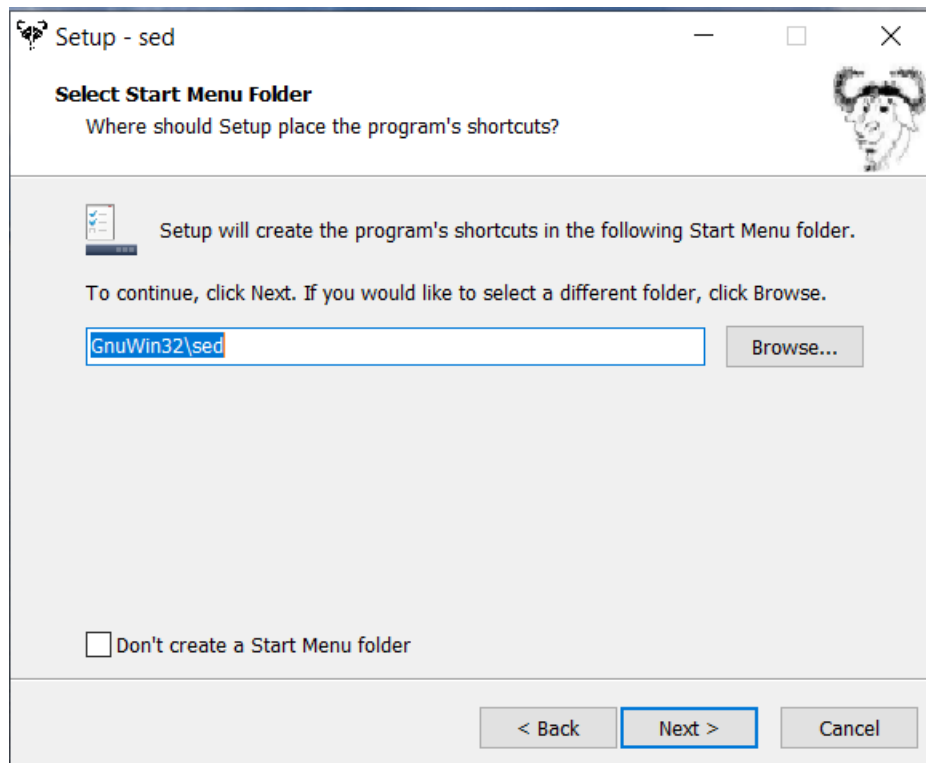 Setup - sed
Select Start Menu Folder
Where should Setup place the program's shortcuts?
Setup will create the program's shortcuts in the following Start Menu folder.
To continue, click Next. If you would like to select a different folder, click Browse.
GnuWin32\sed
Browse...
Don't create a Start Menu folder
< Back
Next >
Cancel